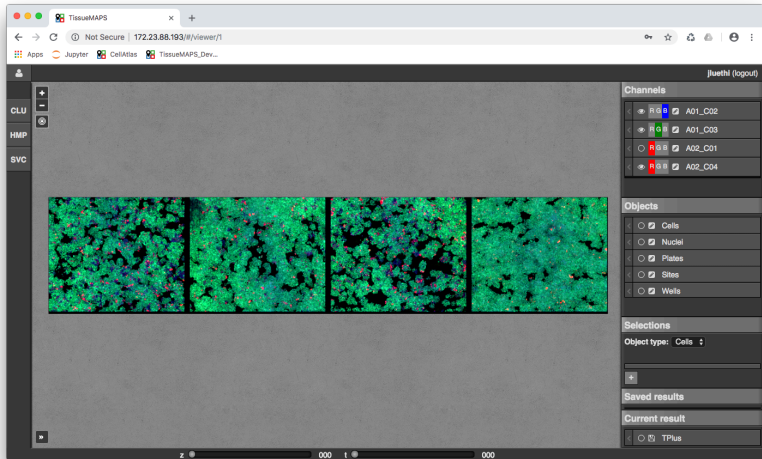 TissueMAPS
Not Secure | 172.23.88.193/#/viewer/1
Apps Jupyter CellAtlas TissueMAPS_Dev...
jluethi (logout)
CLU
HMP
SVC
Channels
R G B A01_C02
R G B A01_C03
R G B A02_C01
R G B A02_C04
Objects
Cells
Nuclei
Plates
Sites
Wells
Selections
Object type: Cells
+
Saved results
Current result
TPlus
z 000 t 000